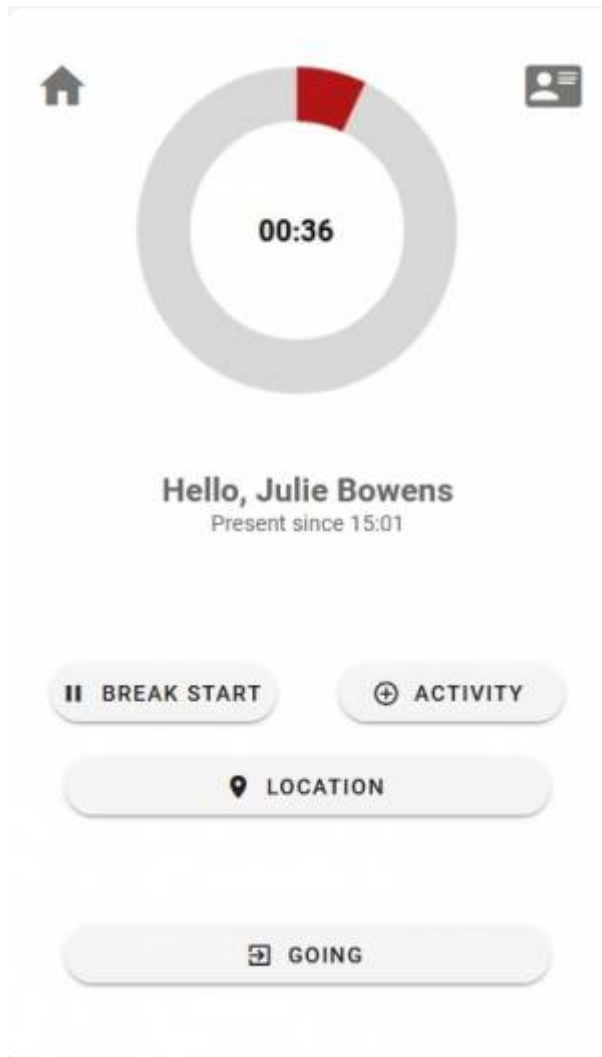 00:36
Hello, Julie Bowens
Present since 15:01
BREAK START
ACTIVITY
LOCATION
GOING